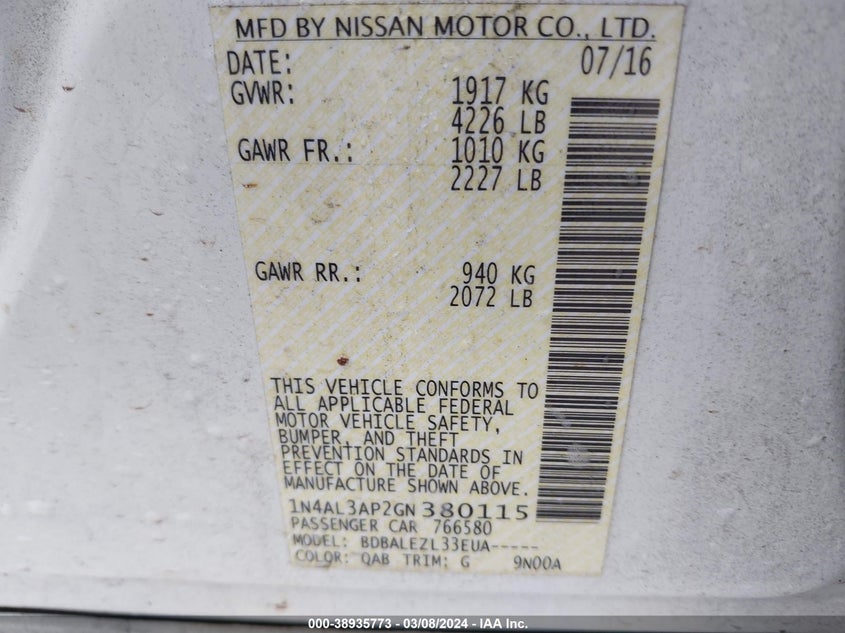 MFD BY NISSAN MOTOR CO., LTD.
DATE: 07/16
GVWR: 1917 KG
4226 LB
GAWR FR.: 1010 KG
2227 LB
GAWR RR.: 940 KG
2072 LB
THIS VEHICLE CONFORMS TO
ALL APPLICABLE FEDERAL
MOTOR VEHICLE SAFETY,
BUMPER, AND THEFT
PREVENTION STANDARDS IN
EFFECT ON THE DATE OF
MANUFACTURE SHOWN ABOVE.
1N4AL3AP2GN380115
PASSENGER CAR 766580
MODEL: BDBALEZL33EUA-----
COLOR: QAB TRIM: G 9N00A
000-38935773 - 03/08/2024 - IAA Inc.